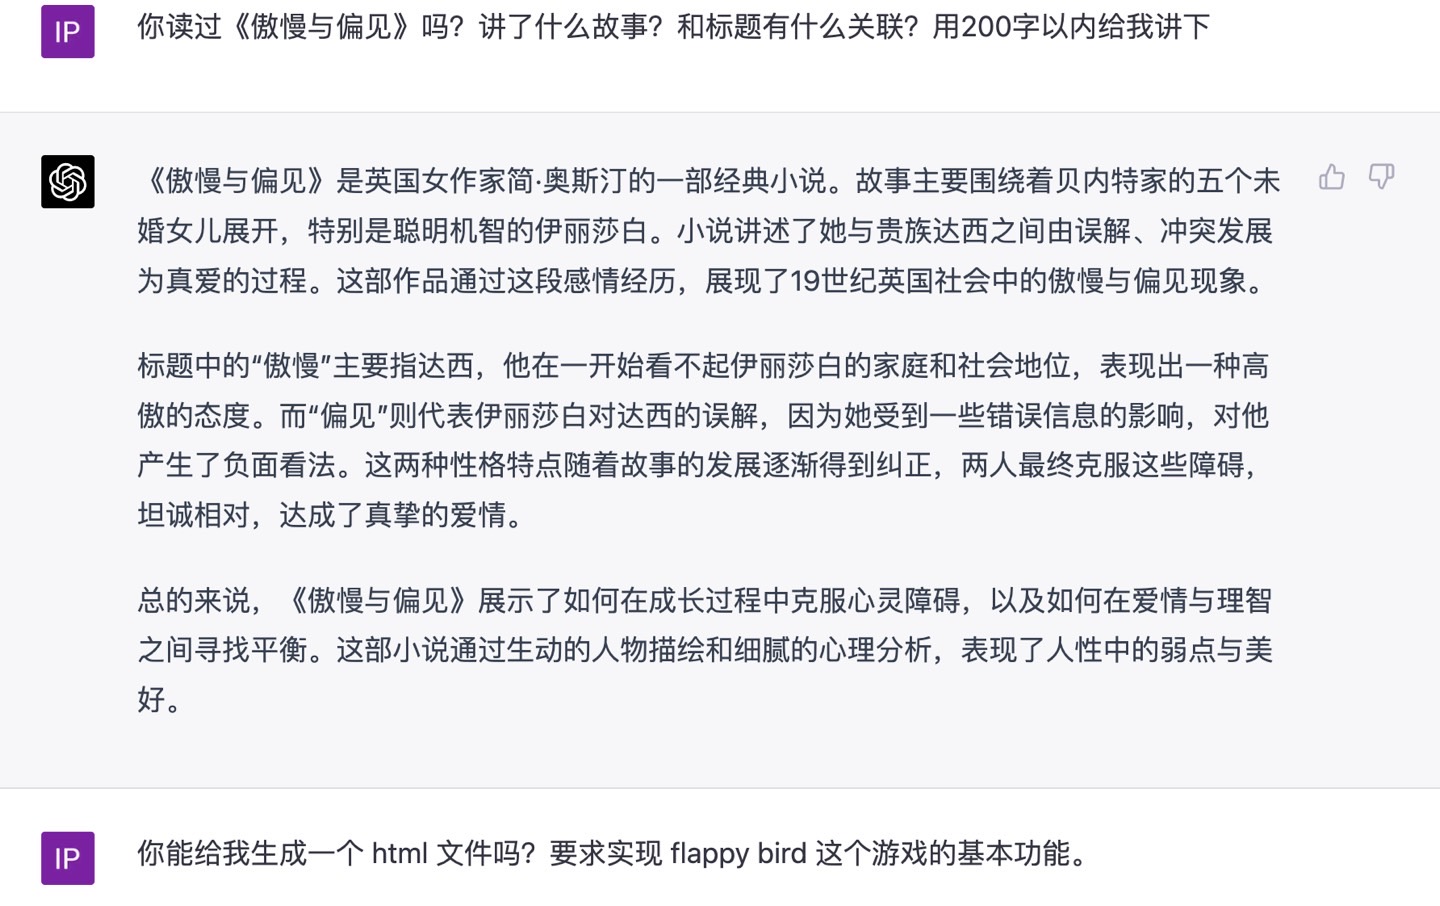 IP
你读过《傲慢与偏见》吗？讲了什么故事？和标题有什么关联？用200字以内给我讲下
《傲慢与偏见》是英国女作家简·奥斯汀的一部经典小说。故事主要围绕着贝内特家的五个未
婚女儿展开，特别是聪明机智的伊丽莎白。小说讲述了她与贵族达西之间由误解、冲突发展
为真爱的过程。这部作品通过这段感情经历，展现了19世纪英国社会中的傲慢与偏见现象。
标题中的“傲慢”主要指达西，他在一开始看不起伊丽莎白的家庭和社会地位，表现出一种高
傲的态度。而“偏见”则代表伊丽莎白对达西的误解，因为她受到一些错误信息的影响，对他
产生了负面看法。这两种性格特点随着故事的发展逐渐得到纠正，两人最终克服这些障碍，
坦诚相对，达成了真挚的爱情。
总的来说，《傲慢与偏见》展示了如何在成长过程中克服心灵障碍，以及如何在爱情与理智
之间寻找平衡。这部小说通过生动的人物描绘和细腻的心理分析，表现了人性中的弱点与美
好。
IP
你能给我生成一个 html 文件吗？要求实现 flappy bird 这个游戏的基本功能。